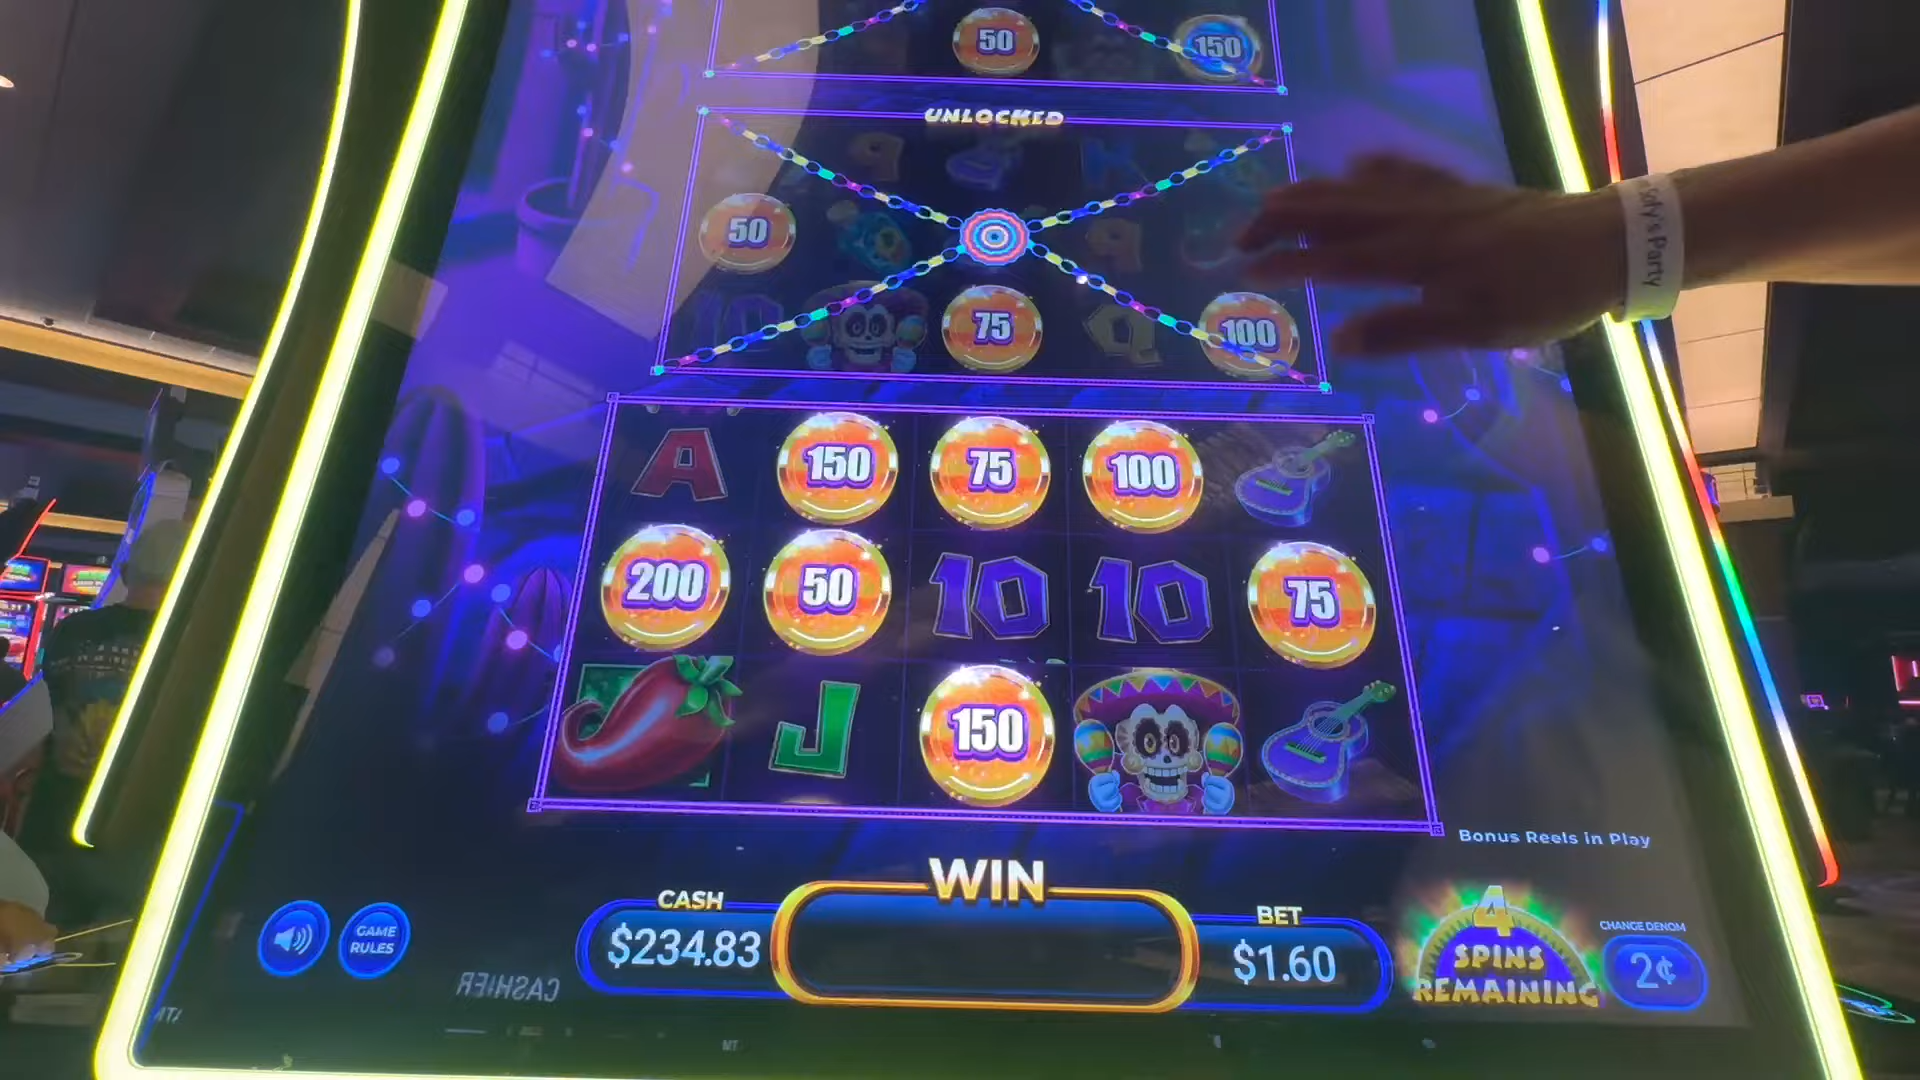 50
150
UNLOCKED
50
75
100
A
150
75
100
200
50
10
10
75
J
150
Bonus Reels in Play
WIN
CASH
$234.83
BET
$1.60
4
SPINS
REMAINING
CHANGE DENOM
2¢
GAME
RULES
CASHIER